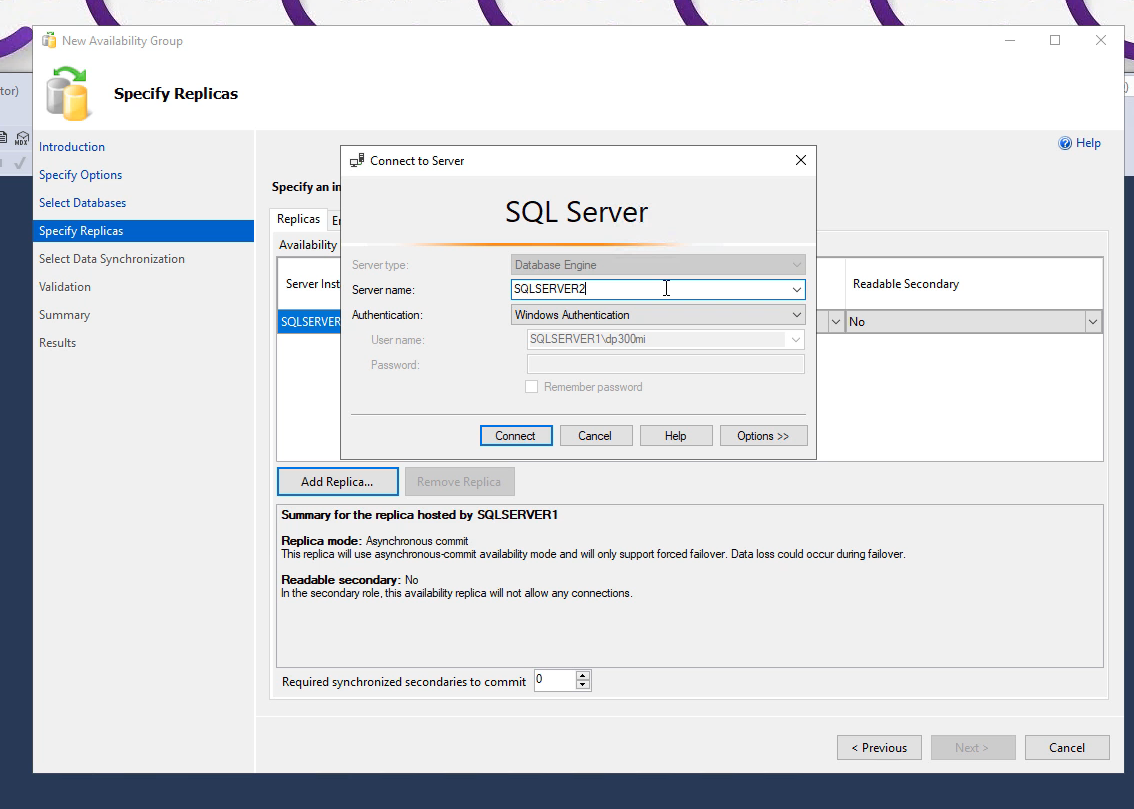 New Availability Group
Specify Replicas
tor)
MDX
Introduction
Specify Options
Select Databases
Specify Replicas
Select Data Synchronization
Validation
Summary
Results
Help
Specify an in
Replicas
Availability
Server Inst
Readable Secondary
SQLSERVER
No
Connect to Server
SQL Server
Server type:
Database Engine
Server name:
SQLSERVER2
Authentication:
Windows Authentication
User name:
SQLSERVER1\dp300mi
Password:
Remember password
Connect
Cancel
Help
Options >>
Add Replica...
Remove Replica
Summary for the replica hosted by SQLSERVER1
Replica mode: Asynchronous commit
This replica will use asynchronous-commit availability mode and will only support forced failover. Data loss could occur during failover.
Readable secondary: No
In the secondary role, this availability replica will not allow any connections.
Required synchronized secondaries to commit
0
< Previous
Next >
Cancel